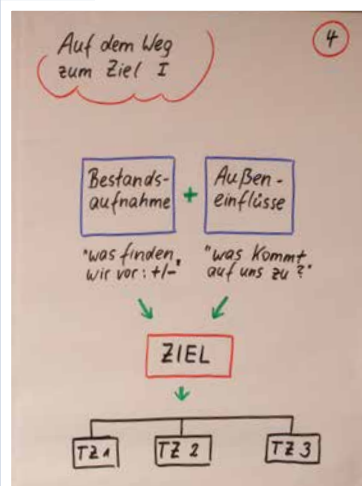 Auf dem Weg
zum Ziel I
4
Bestands-
aufnahme
+
Außen-
einflüsse
"was finden
wir vor: +/-"
"was kommt
auf uns zu?"
ZIEL
TZ 1
TZ 2
TZ 3